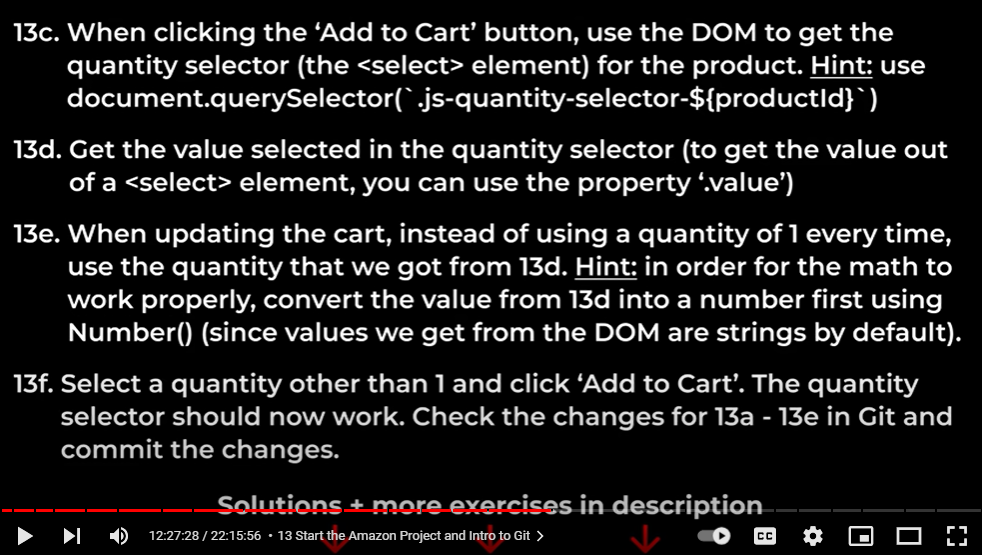 13c. When clicking the ‘Add to Cart’ button, use the DOM to get the
quantity selector (the <select> element) for the product. Hint: use
document.querySelector(`.js-quantity-selector-${productId}`)
13d. Get the value selected in the quantity selector (to get the value out
of a <select> element, you can use the property ‘.value’)
13e. When updating the cart, instead of using a quantity of 1 every time,
use the quantity that we got from 13d. Hint: in order for the math to
work properly, convert the value from 13d into a number first using
Number() (since values we get from the DOM are strings by default).
13f. Select a quantity other than 1 and click ‘Add to Cart’. The quantity
selector should now work. Check the changes for 13a - 13e in Git and
commit the changes.
Solutions + more exercises in description
12:27:28 / 22:15:56 • 13 Start the Amazon Project and Intro to Git
CC